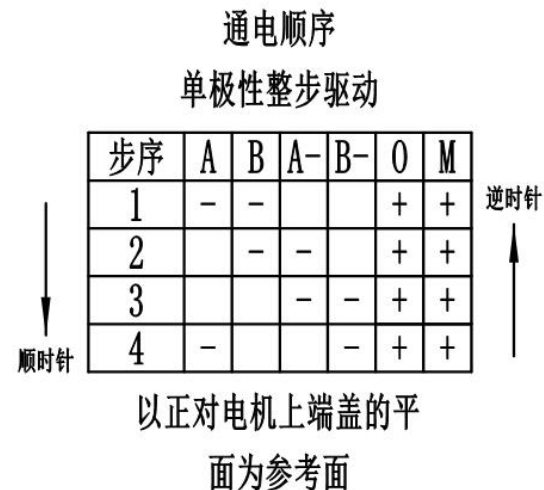 通电顺序
单极性整步驱动
步序 A B A- B- O M
1 - - + +
逆时针
2 - - + +
3 - - + +
顺时针
4 - - + +
以正对电机上端盖的平
面为参考面